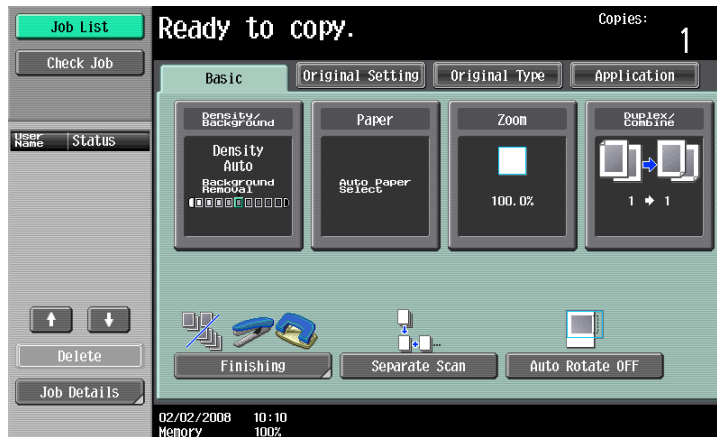 Job List
Ready to copy.
Copies:
1
Check Job
Basic
Original Setting
Original Type
Application
User
Name
Status
Density/
Background
Paper
Zoom
Duplex/
Combine
Density
Auto
Background
Removal
Auto Paper
Select
100.0%
1 → 1
Finishing
Separate Scan
Auto Rotate OFF
Delete
Job Details
02/02/2008 10:10
Memory 100%